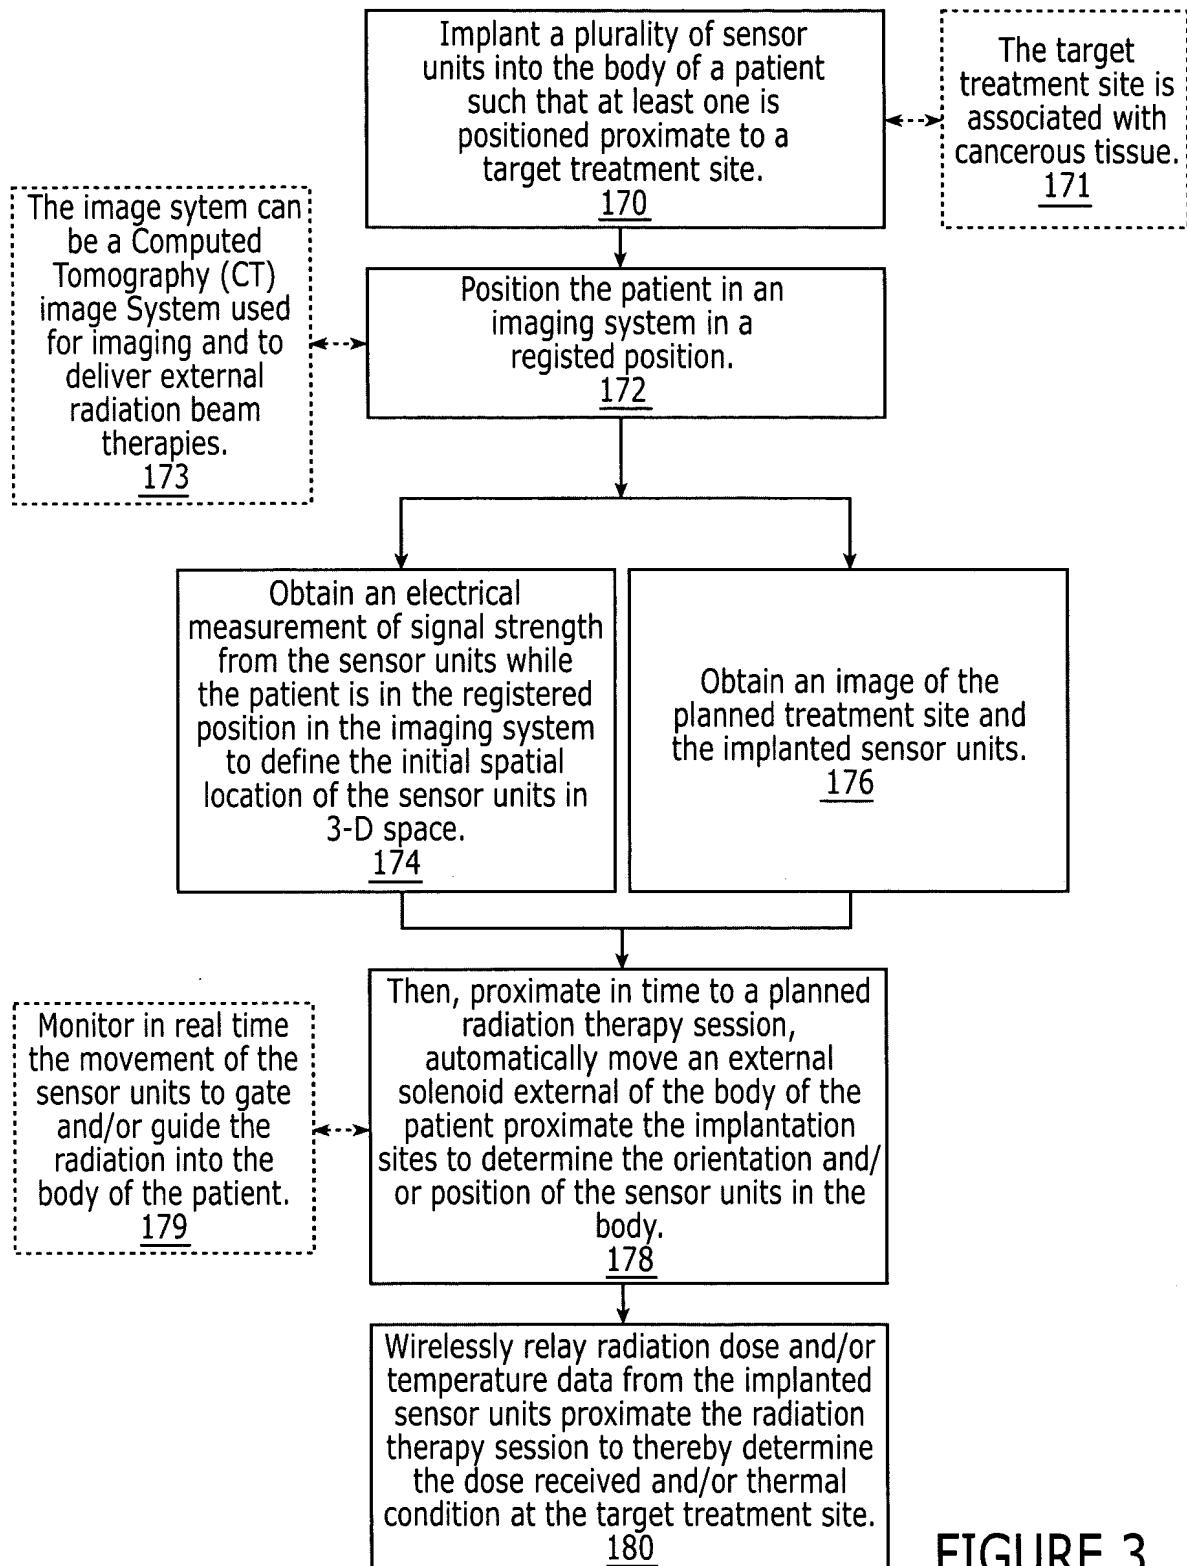 Implant a plurality of sensor
units into the body of a patient
such that at least one is
positioned proximate to a
target treatment site.
170
The target
treatment site is
associated with
cancerous tissue.
171
The image sytem can
be a Computed
Tomography (CT)
image System used
for imaging and to
deliver external
radiation beam
therapies.
173
Position the patient in an
imaging system in a
registed position.
172
Obtain an electrical
measurement of signal strength
from the sensor units while
the patient is in the registered
position in the imaging system
to define the initial spatial
location of the sensor units in
3-D space.
174
Obtain an image of the
planned treatment site and
the implanted sensor units.
176
Then, proximate in time to a planned
radiation therapy session,
automatically move an external
solenoid external of the body of the
patient proximate the implantation
sites to determine the orientation and/
or position of the sensor units in the
body.
178
Monitor in real time
the movement of the
sensor units to gate
and/or guide the
radiation into the
body of the patient.
179
Wirelessly relay radiation dose and/or
temperature data from the implanted
sensor units proximate the radiation
therapy session to thereby determine
the dose received and/or thermal
condition at the target treatment site.
180
FIGURE 3